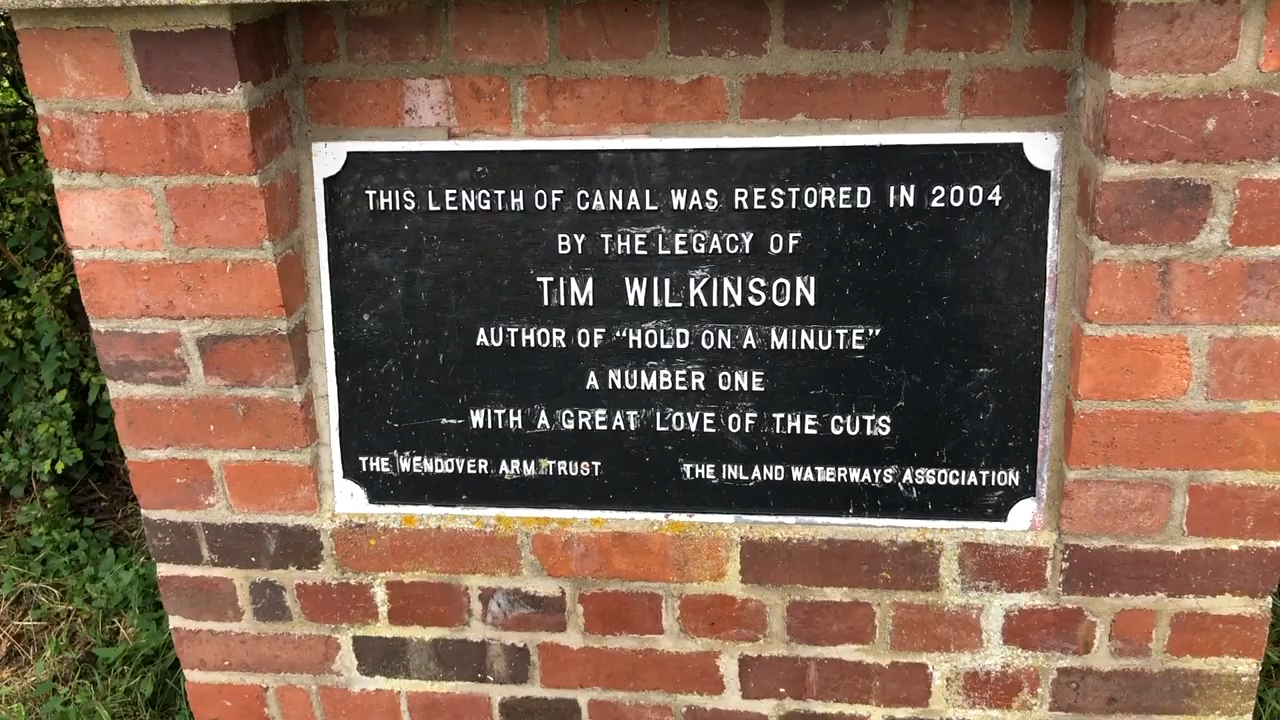 THIS LENGTH OF CANAL WAS RESTORED IN 2004
BY THE LEGACY OF
TIM WILKINSON
AUTHOR OF "HOLD ON A MINUTE"
A NUMBER ONE
WITH A GREAT LOVE OF THE CUTS
THE WENDOVER ARM TRUST THE INLAND WATERWAYS ASSOCIATION